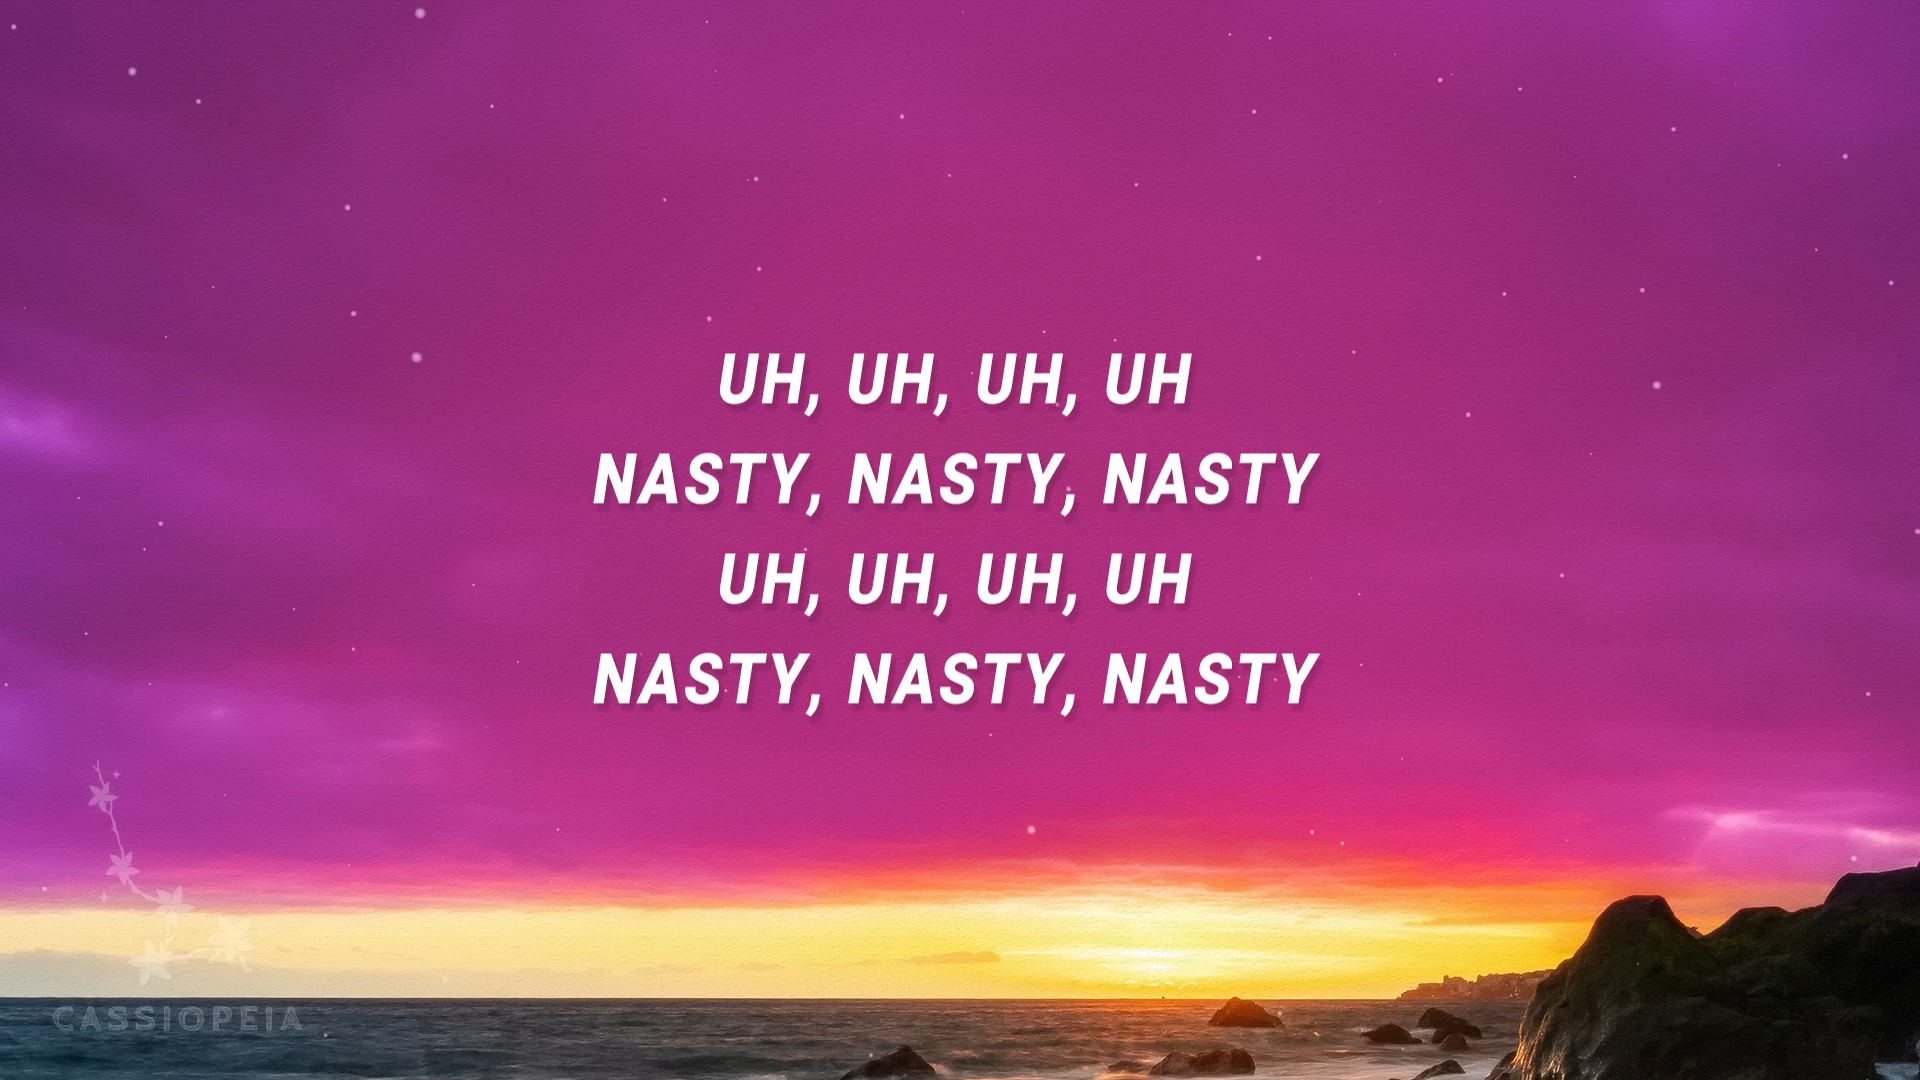 UH, UH, UH, UH
NASTY, NASTY, NASTY
UH, UH, UH, UH
NASTY, NASTY, NASTY
CASSIOPEIA